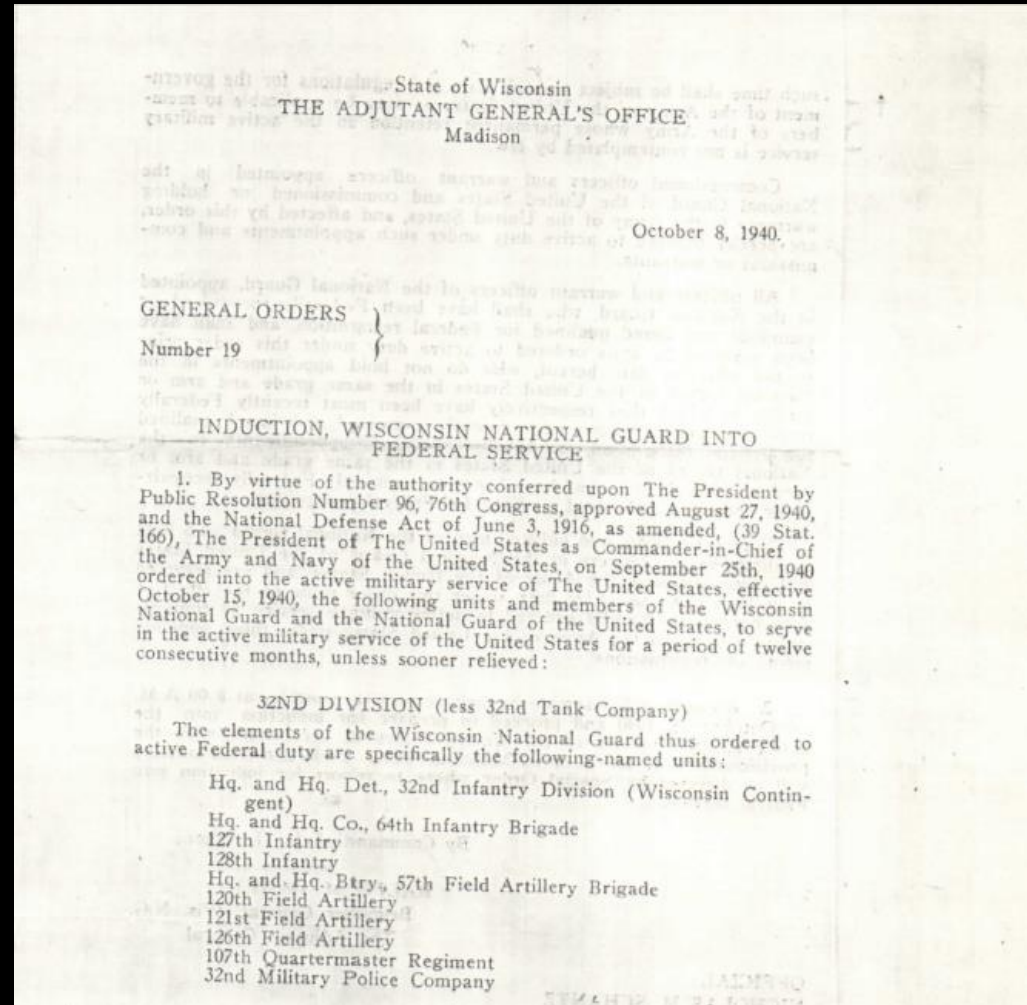 State of Wisconsin
THE ADJUTANT GENERAL'S OFFICE
Madison
October 8, 1940.
GENERAL ORDERS
Number 19
INDUCTION, WISCONSIN NATIONAL GUARD INTO
FEDERAL SERVICE
1. By virtue of the authority conferred upon The President by
Public Resolution Number 96, 76th Congress, approved August 27, 1940,
and the National Defense Act of June 3, 1916, as amended, (39 Stat.
166), The President of The United States as Commander-in-Chief of
the Army and Navy of the United States, on September 25th, 1940
ordered into the active military service of The United States, effective
October 15, 1940, the following units and members of the Wisconsin
National Guard and the National Guard of the United States, to serve
in the active military service of the United States for a period of twelve
consecutive months, unless sooner relieved:
32ND DIVISION (less 32nd Tank Company)
The elements of the Wisconsin National Guard thus ordered to
active Federal duty are specifically the following-named units:
Hq. and Hq. Det., 32nd Infantry Division (Wisconsin Contin-
gent)
Hq. and Hq. Co., 64th Infantry Brigade
127th Infantry
128th Infantry
Hq. and Hq. Btry., 57th Field Artillery Brigade
120th Field Artillery
121st Field Artillery
126th Field Artillery
107th Quartermaster Regiment
32nd Military Police Company